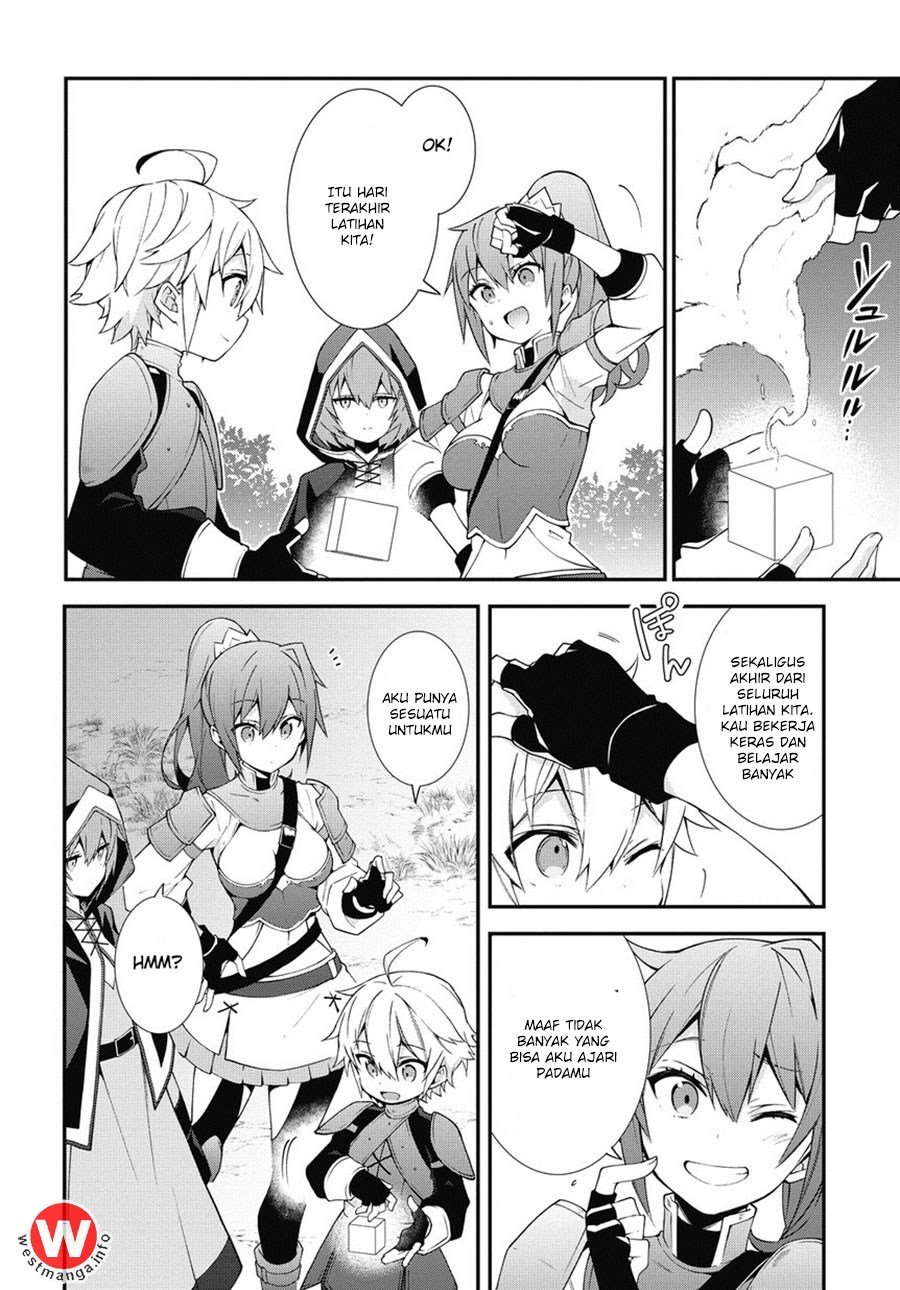 シュルルル…
OK!
ITU HARI
TERAKHIR
LATIHAN
KITA!
SEKALIGUS
AKHIR DARI
SELURUH
LATIHAN KITA.
KAU BEKERJA
KERAS DAN
BELAJAR
BANYAK
ぽん
MAAF TIDAK
BANYAK YANG
BISA AKU AJARI
PADAMU
AKU PUNYA
SESUATU
UNTUKMU
HMM?
W
westmanga.info